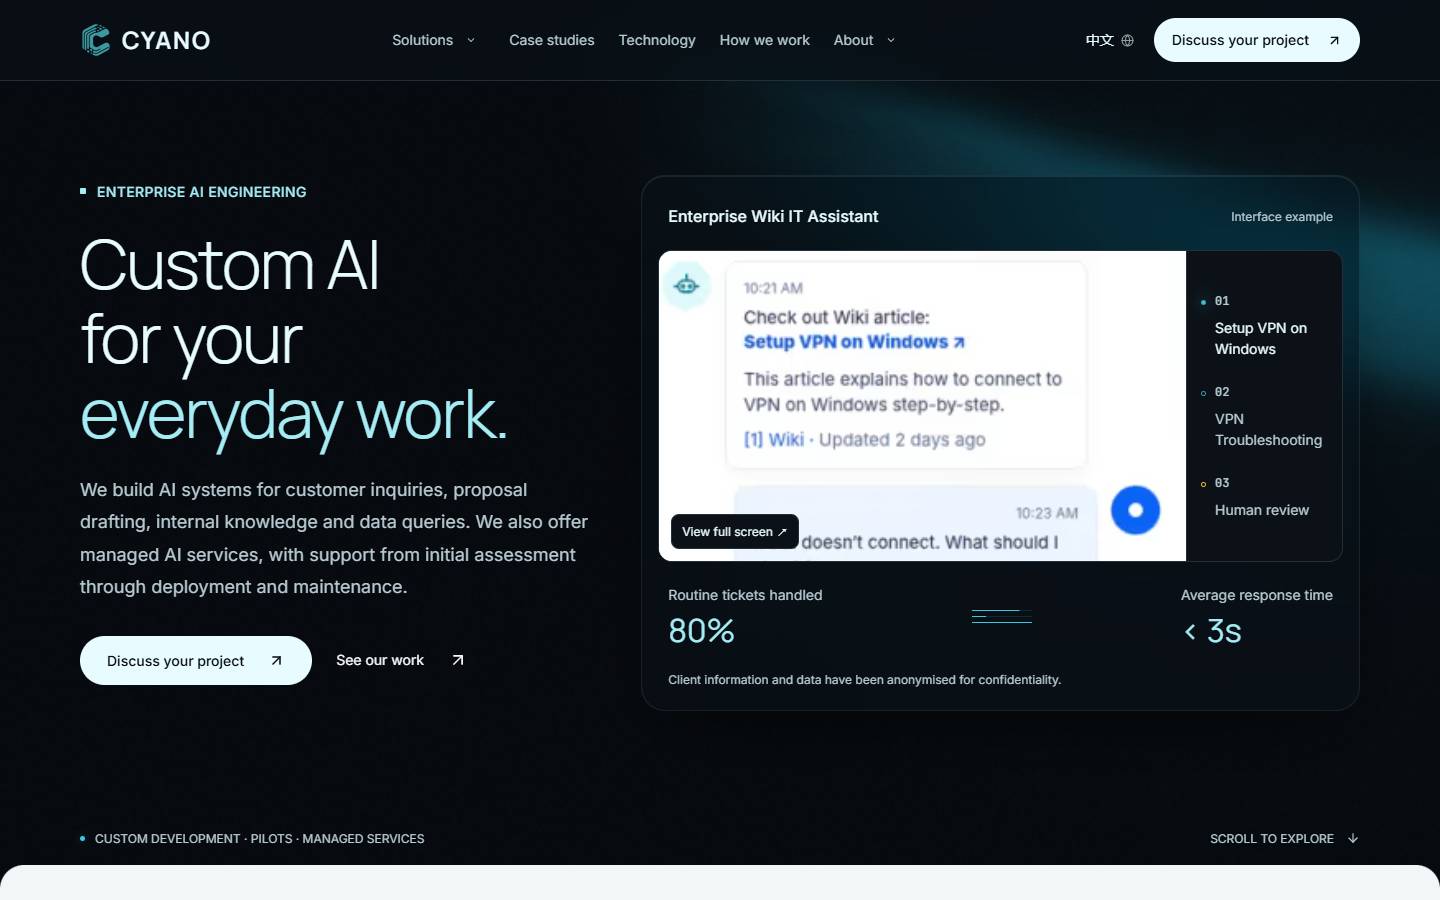 CYANO
Solutions
Case studies
Technology
How we work
About
中文
Discuss your project
ENTERPRISE AI ENGINEERING
Custom AI
for your
everyday work.
We build AI systems for customer inquiries, proposal
drafting, internal knowledge and data queries. We also offer
managed AI services, with support from initial assessment
through deployment and maintenance.
Discuss your project
See our work
Enterprise Wiki IT Assistant
Interface example
10:21 AM
Check out Wiki article:
Setup VPN on Windows
This article explains how to connect to
VPN on Windows step-by-step.
[1] Wiki · Updated 2 days ago
10:23 AM
doesn't connect. What should I
View full screen
01
Setup VPN on
Windows
02
VPN
Troubleshooting
03
Human review
Routine tickets handled
80%
Average response time
< 3s
Client information and data have been anonymised for confidentiality.
CUSTOM DEVELOPMENT · PILOTS · MANAGED SERVICES
SCROLL TO EXPLORE